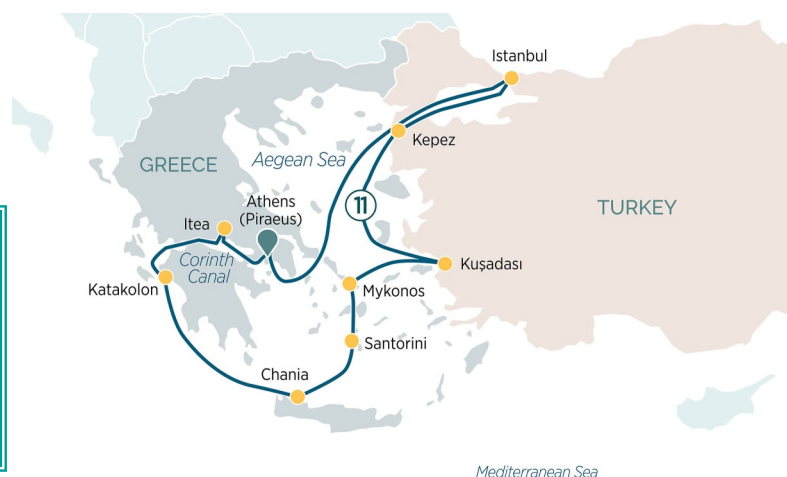 Istanbul
Kepez
GREECE
Aegean Sea
Athens
(Piraeus)
Itea
11
TURKEY
Corinth
Canal
Kuşadası
Katakolon
Mykonos
Santorini
Chania
Mediterranean Sea